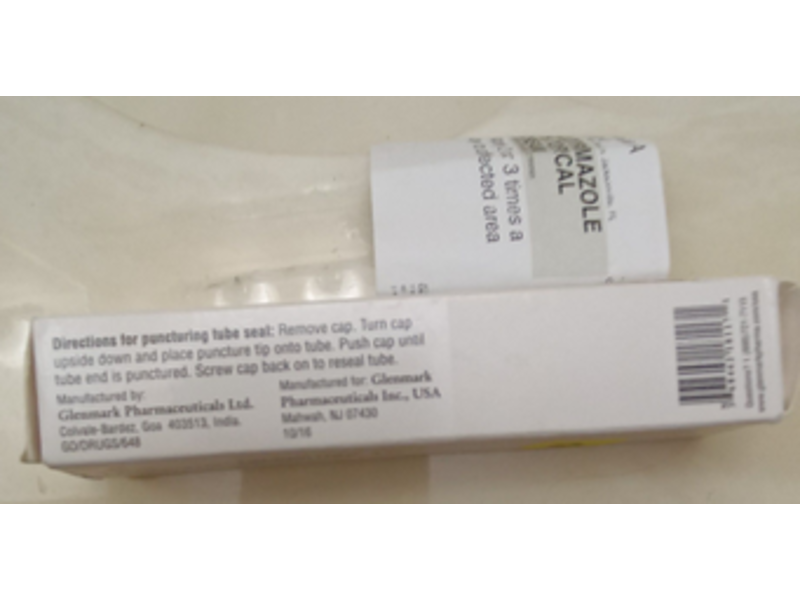 Directions for puncturing tube seal: Remove cap. Turn cap
upside down and place puncture tip onto tube. Push cap until
tube end is punctured. Screw cap back on to reseal tube.
Manufactured by:
Glenmark Pharmaceuticals Ltd.
Colvale-Bardez, Goa 403513, India.
GO/DRUGS/648
Manufactured for: Glenmark
Pharmaceuticals Inc., USA
Mahwah, NJ 07430
10/16
MAZOLE
CAL
3 times a
affected area